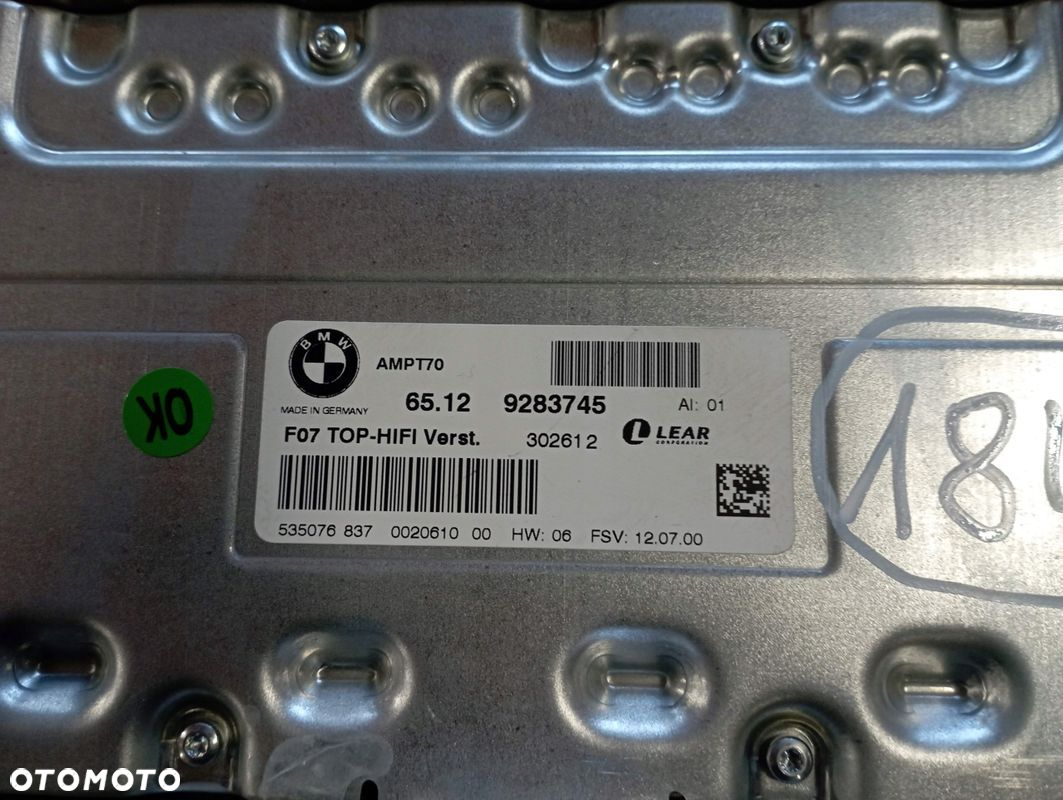 BMW
AMPT70
MADE IN GERMANY
65.12 9283745 AI: 01
F07 TOP-HIFI Verst. 302612 LEAR
CORPORATION
535076 837 0020610 00 HW: 06 FSV: 12.07.00
OK
18
OTOMOTO